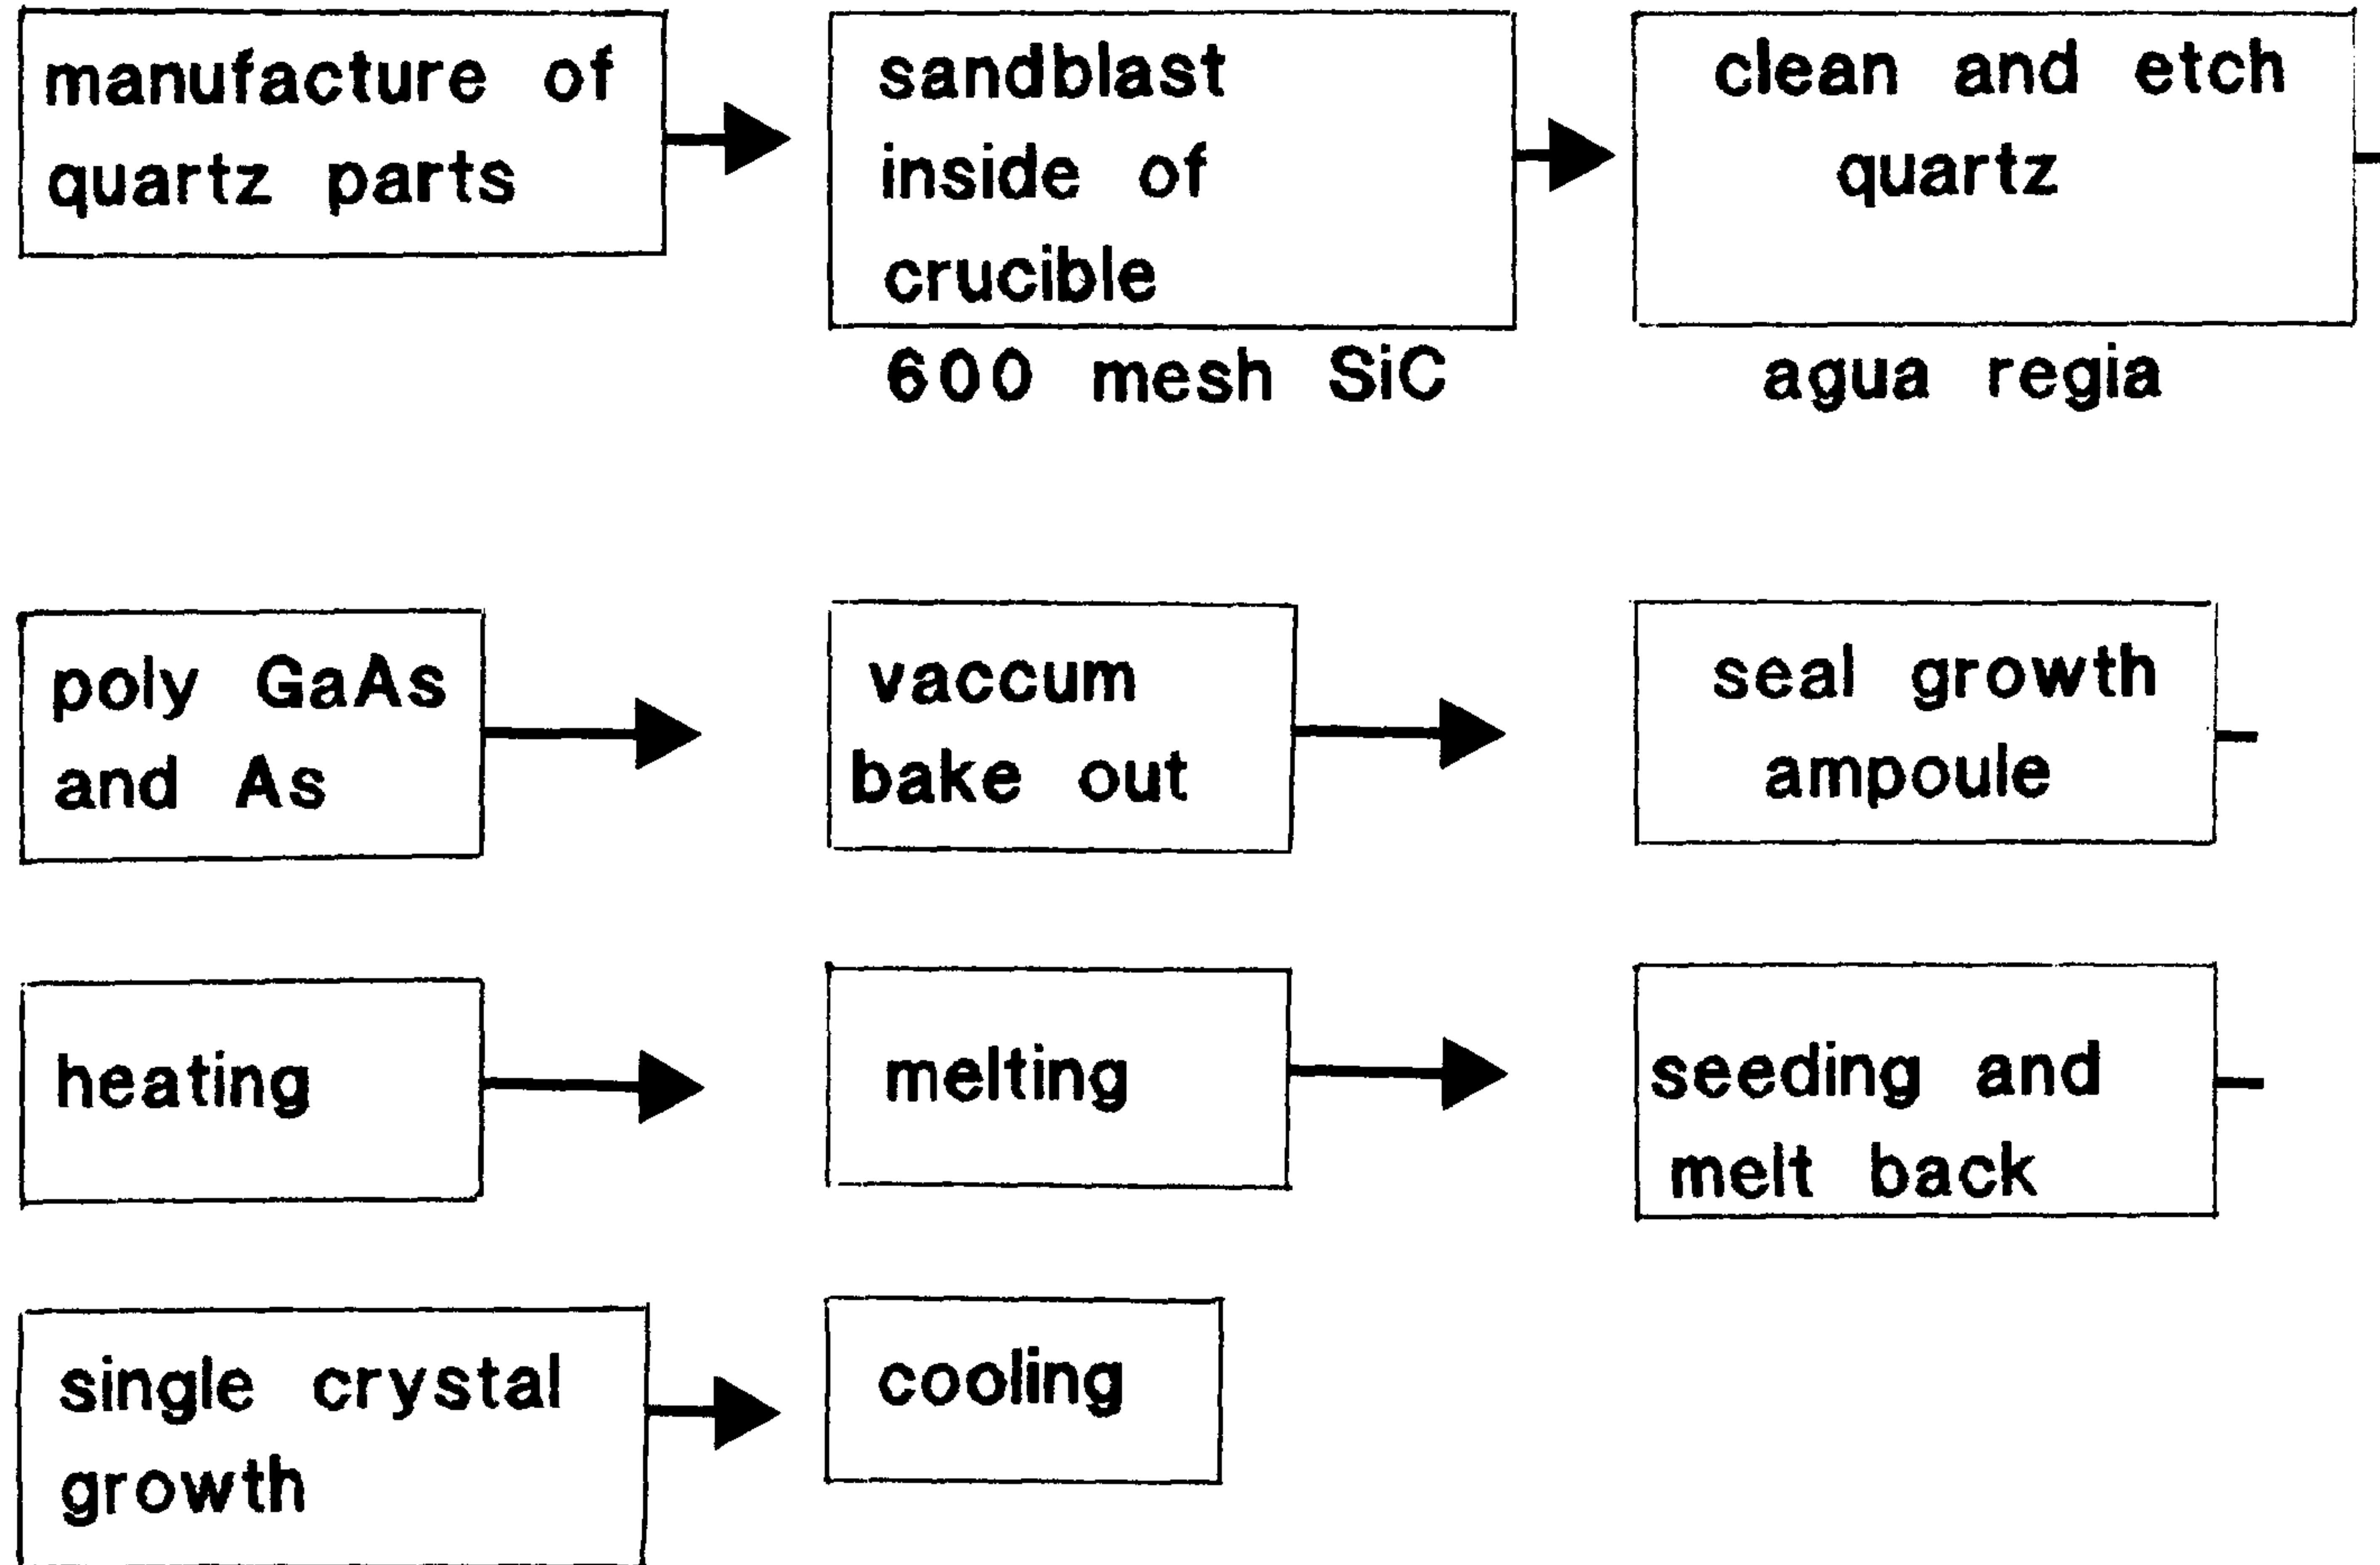 manufacture of
quartz parts
sandblast
inside of
crucible
600 mesh SiC
clean and etch
quartz
agua regia
poly GaAs
and As
vaccum
bake out
seal growth
ampoule
heating
melting
seeding and
melt back
single crystal
growth
cooling